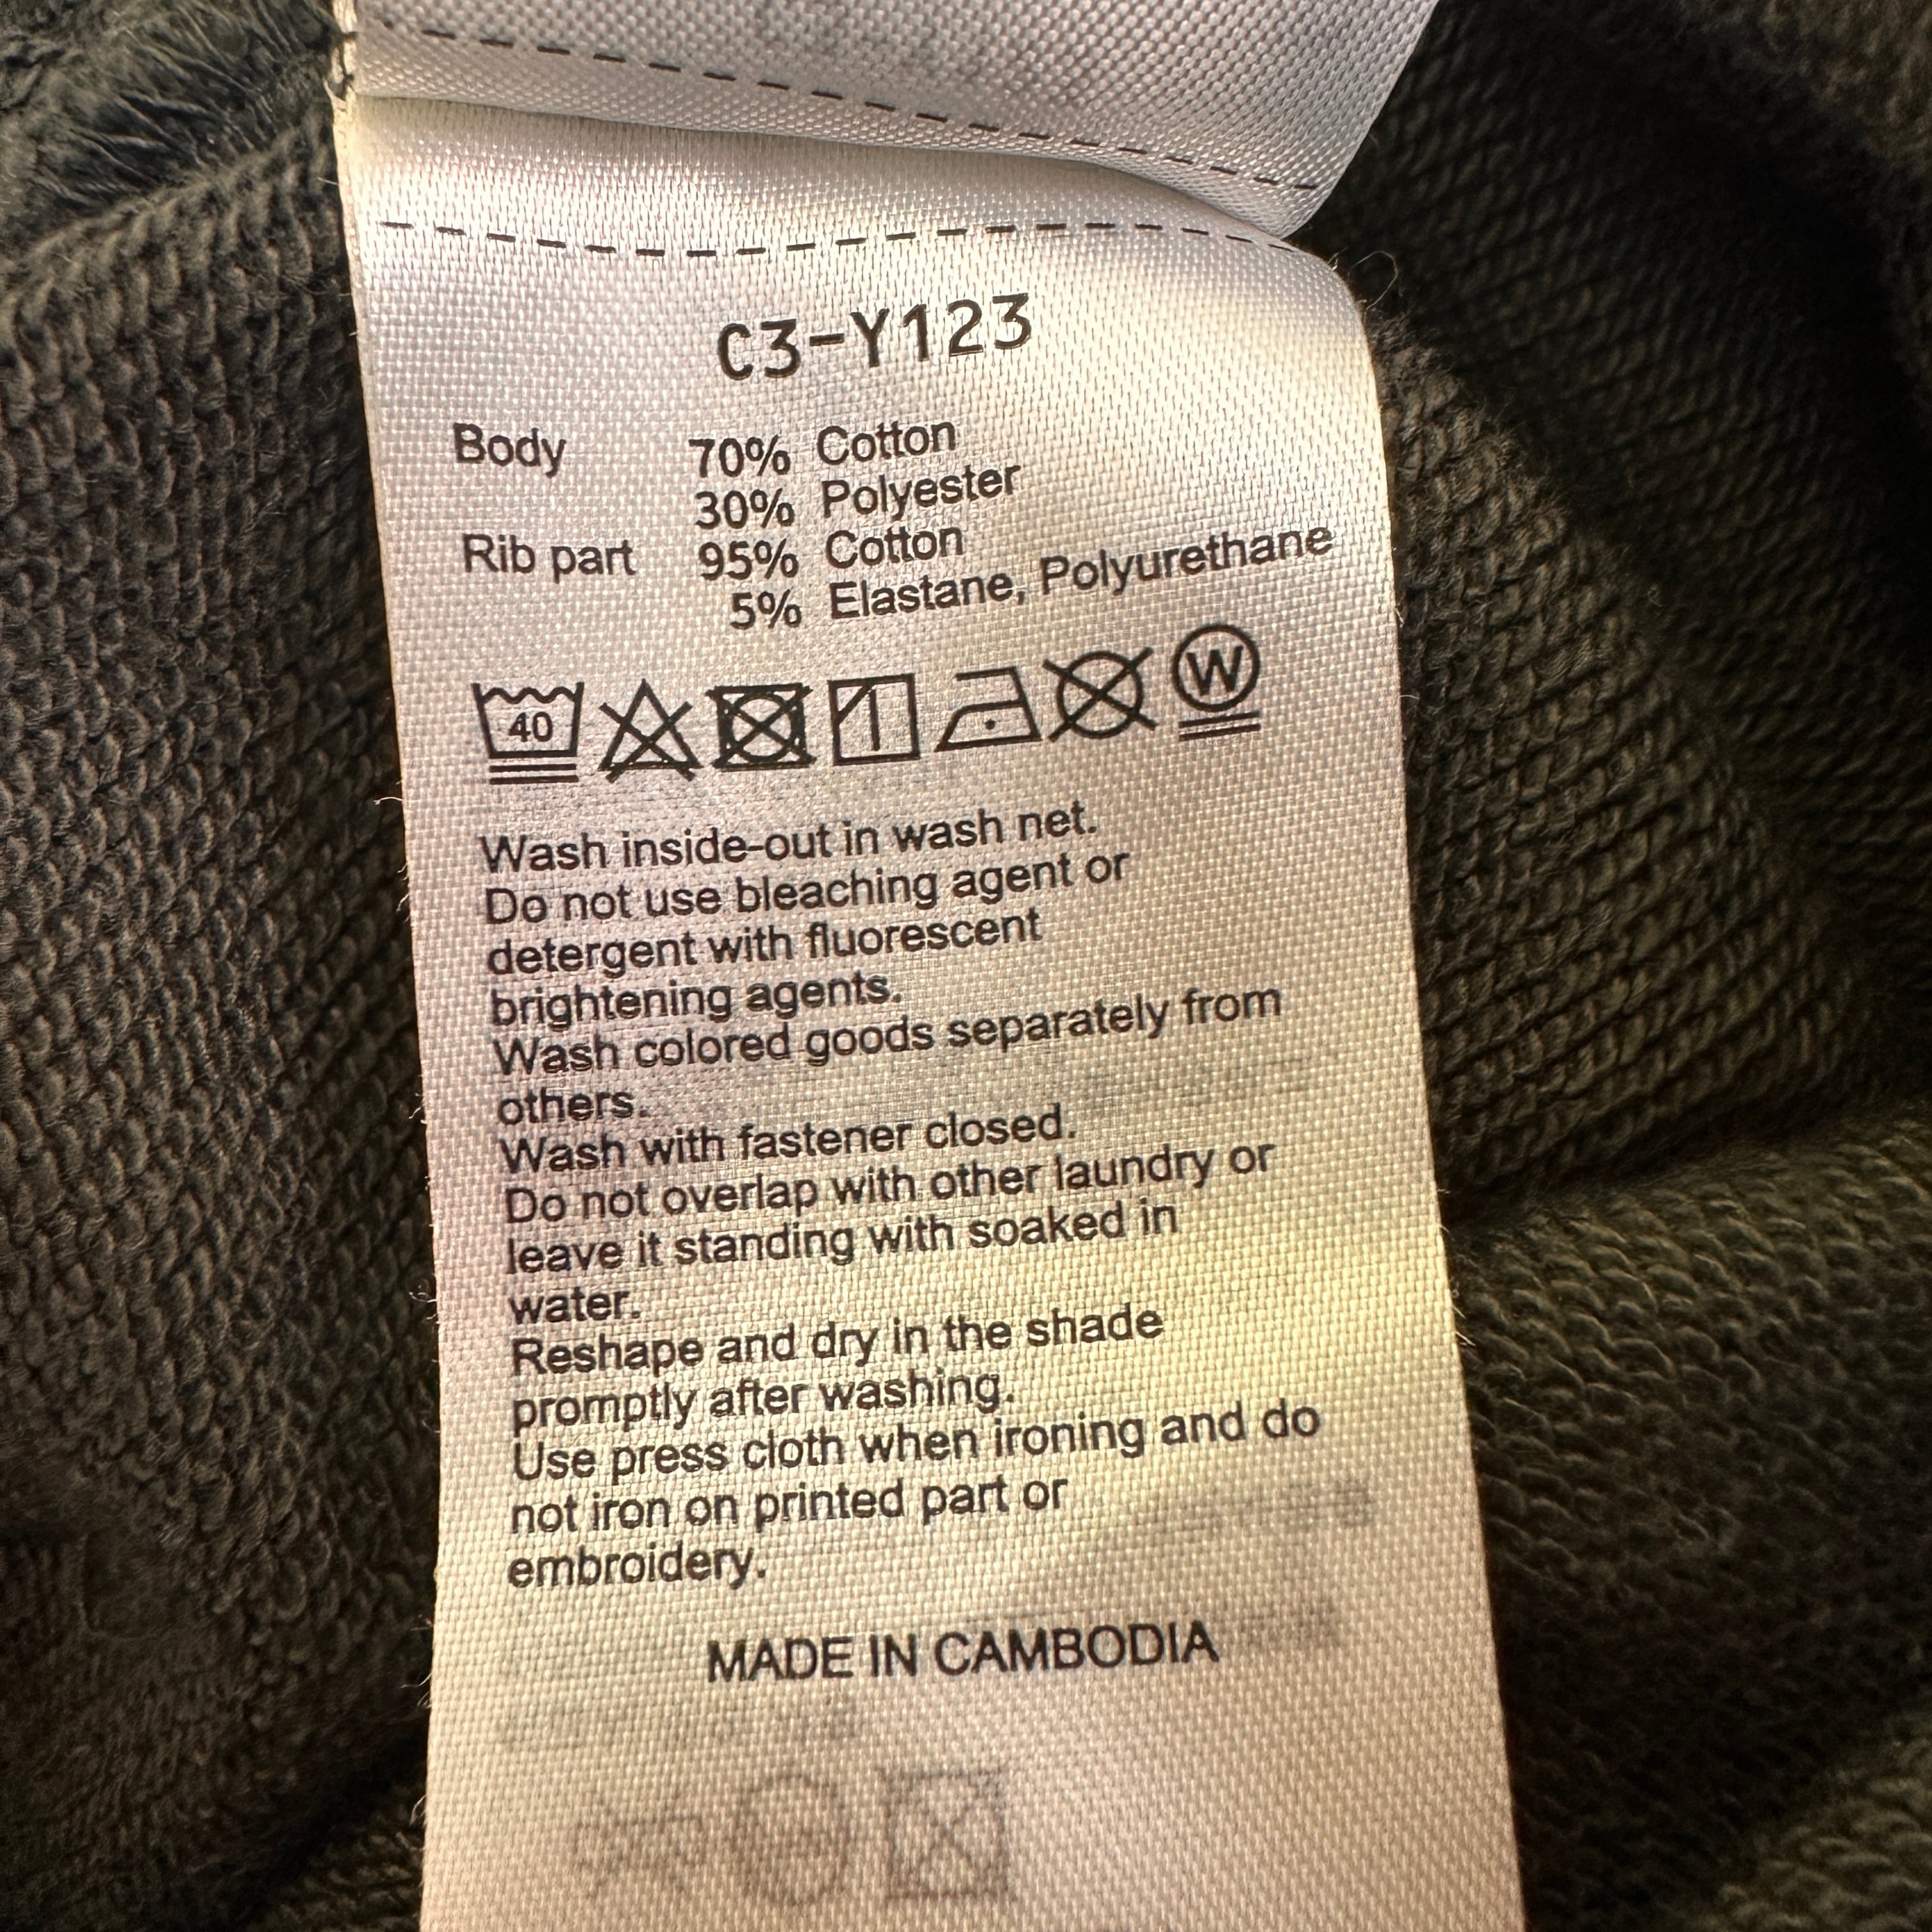 C3-Y123
Body 70% Cotton
30% Polyester
Rib part 95% Cotton
5% Elastane, Polyurethane
40 W
Wash inside-out in wash net.
Do not use bleaching agent or
detergent with fluorescent
brightening agents.
Wash colored goods separately from
others.
Wash with fastener closed.
Do not overlap with other laundry or
leave it standing with soaked in
water.
Reshape and dry in the shade
promptly after washing.
Use press cloth when ironing and do
not iron on printed part or
embroidery.
MADE IN CAMBODIA